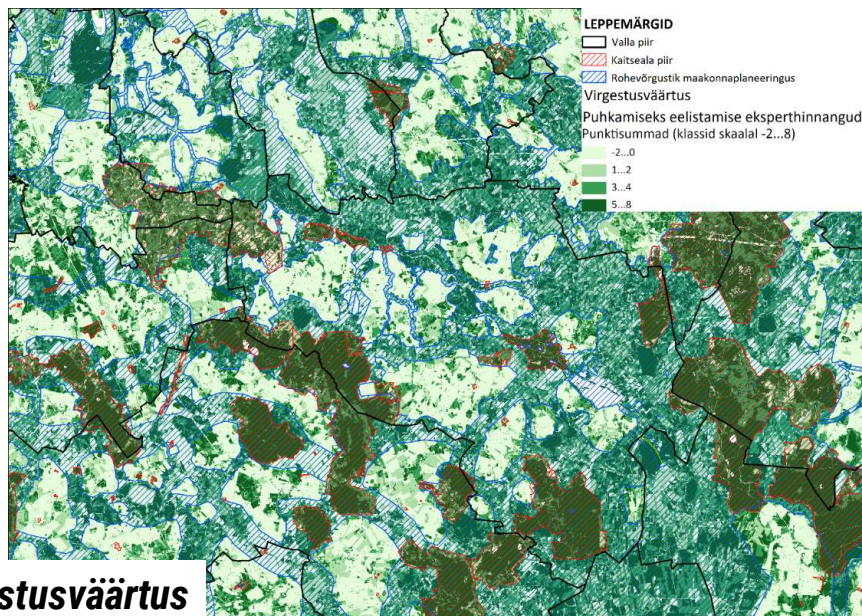 LEPPEMÄRGID
Valla piir
Kaitseala piir
Rohevõrgustik maakonnaplaneeringus
Virgestusväärtus
Puhkamiseks eelistamise eksperthinnangud
Punktisummad (klassid skaalal -2...8)
-2...0
1...2
3...4
5...8
stusväärtus